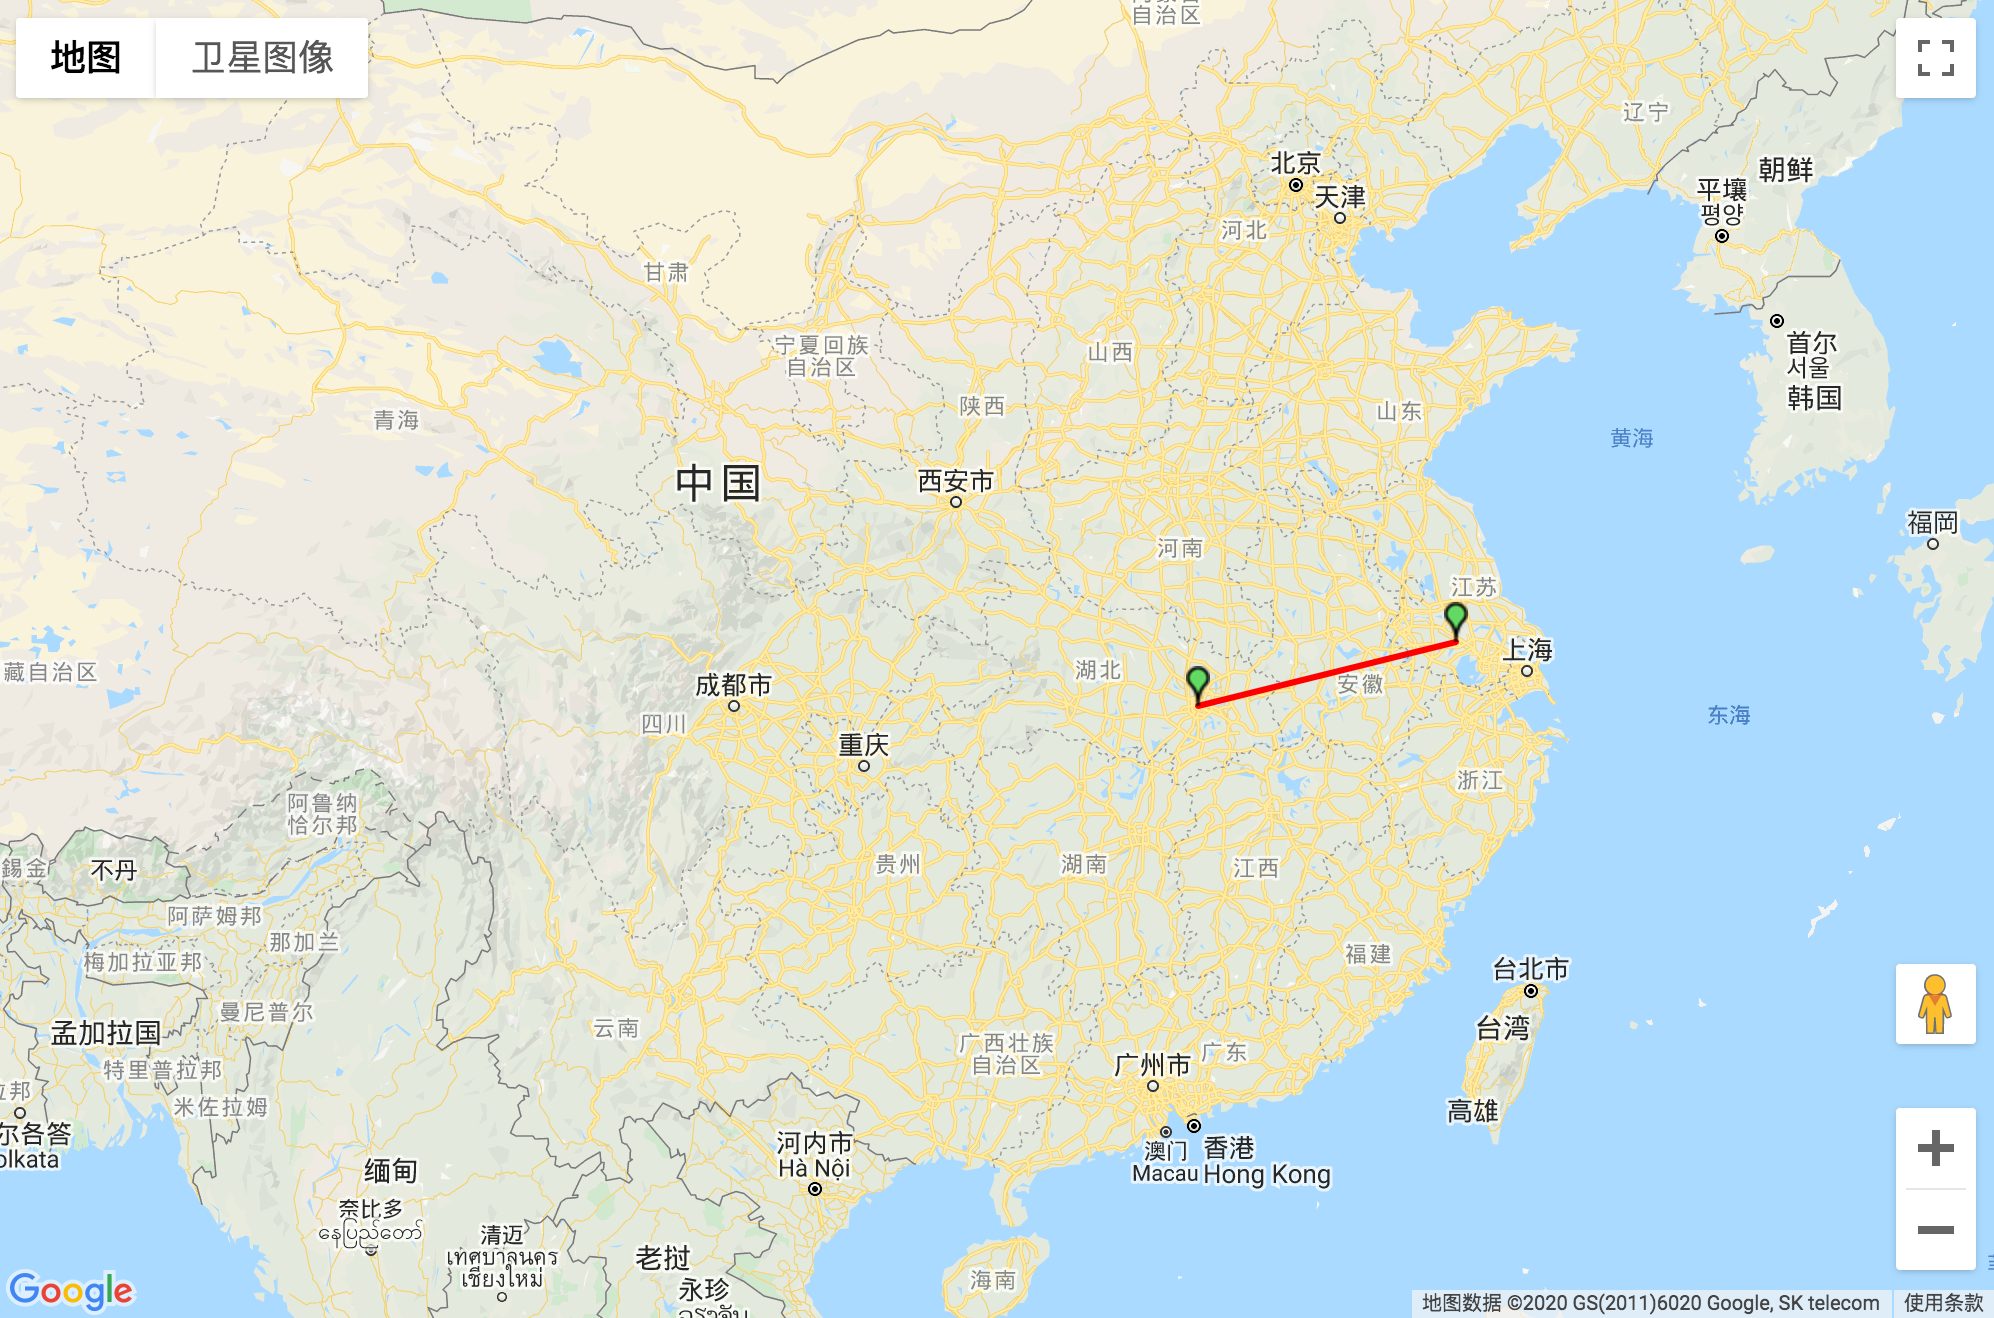 地图
卫星图像
自治区
辽宁
北京
天津
朝鲜
平壤
평양
河北
甘肃
首尔
서울
韩国
宁夏回族
自治区
山西
陕西
山东
青海
黄海
中国
西安市
福冈
河南
江苏
上海
湖北
安徽
藏自治区
成都市
四川
东海
重庆
浙江
阿鲁纳
恰尔邦
錫金
不丹
贵州
湖南
江西
阿萨姆邦
那加兰
梅加拉亚邦
福建
台北市
曼尼普尔
云南
台湾
孟加拉国
广西壮族
自治区
广州市
广东
特里普拉邦
拉邦
米佐拉姆
高雄
尔各答
olkata
河内市
Hà Nội
澳门
Macau
香港
Hong Kong
缅甸
奈比多
နေပြည်တော်
清迈
เทศบาลนคร
เชียงใหม่
老挝
永珍
海南
Google
地图数据 ©2020 GS(2011)6020 Google, SK telecom
使用条款